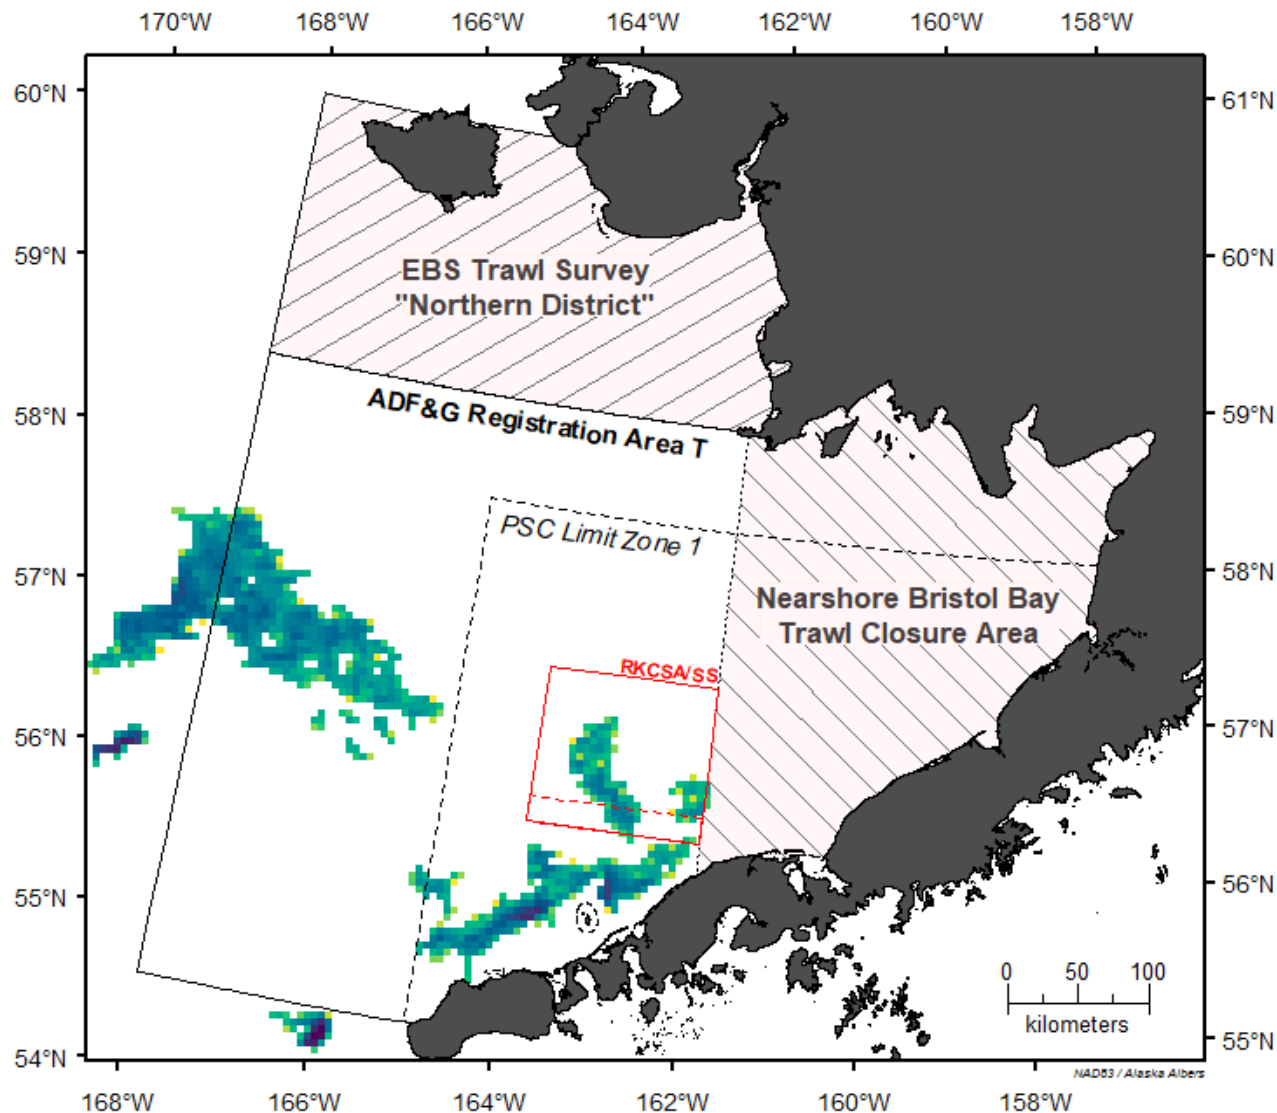 170°W 168°W 166°W 164°W 162°W 160°W 158°W
60°N
61°N
59°N
60°N
EBS Trawl Survey
"Northern District"
58°N
59°N
ADF&G Registration Area T
PSC Limit Zone 1
57°N
58°N
Nearshore Bristol Bay
Trawl Closure Area
RKCSA/SS
56°N
57°N
55°N
56°N
0 50 100
kilometers
54°N
55°N
NAD83 / Alaska Albers
168°W 166°W 164°W 162°W 160°W 158°W